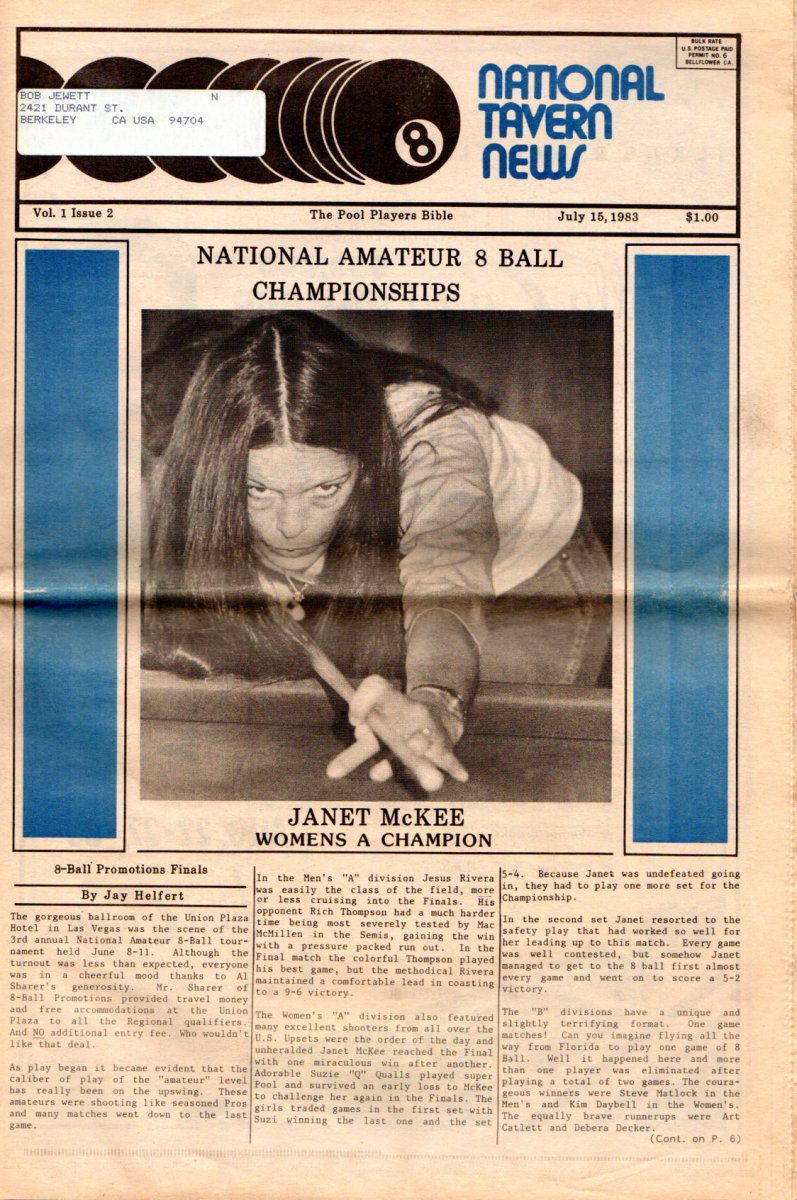 BULK RATE
U.S. POSTAGE PAID
PERMIT NO. 6
BELLFLOWER CA.
BOB JEWETT N
2421 DURANT ST.
BERKELEY CA USA 94704
8
NATIONAL
TAVERN
NEWS
Vol. 1 Issue 2 The Pool Players Bible July 15, 1983 $1.00
NATIONAL AMATEUR 8 BALL
CHAMPIONSHIPS
JANET McKEE
WOMENS A CHAMPION
8-Ball Promotions Finals
By Jay Helfert
The gorgeous ballroom of the Union Plaza
Hotel in Las Vegas was the scene of the
3rd annual National Amateur 8-Ball tour-
nament held June 8-11. Although the
turnout was less than expected, everyone
was in a cheerful mood thanks to Al
Sharer's generosity. Mr. Sharer of
8-Ball Promotions provided travel money
and free accommodations at the Union
Plaza to all the Regional qualifiers.
And NO additional entry fee. Who wouldn't
like that deal.
As play began it became evident that the
caliber of play of the "amateur" level
has really been on the upswing. These
amateurs were shooting like seasoned Pros
and many matches went down to the last
game.
In the Men's "A" division Jesus Rivera
was easily the class of the field, more
or less cruising into the Finals. His
opponent Rich Thompson had a much harder
time being most severely tested by Mac
McMillen in the Semis, gaining the win
with a pressure packed run out. In the
Final match the colorful Thompson played
his best game, but the methodical Rivera
maintained a comfortable lead in coasting
to a 9-6 victory.
The Women's "A" division also featured
many excellent shooters from all over the
U.S. Upsets were the order of the day and
unheralded Janet McKee reached the Final
with one miraculous win after another.
Adorable Suzie "Q" Qualls played super
Pool and survived an early loss to McKee
to challenge her again in the Finals. The
girls traded games in the first set with
Suzi winning the last one and the set
5-4. Because Janet was undefeated going
in, they had to play one more set for the
Championship.
In the second set Janet resorted to the
safety play that had worked so well for
her leading up to this match. Every game
was well contested, but somehow Janet
managed to get to the 8 ball first almost
every game and went on to score a 5-2
victory.
The "B" divisions have a unique and
slightly terrifying format. One game
matches! Can you imagine flying all the
way from Florida to play one game of 8
Ball. Well it happened here and more
than one player was eliminated after
playing a total of two games. The coura-
geous winners were Steve Matlock in the
Men's and Kim Daybell in the Women's.
The equally brave runnerups were Art
Catlett and Debera Decker.
(Cont. on P. 6)